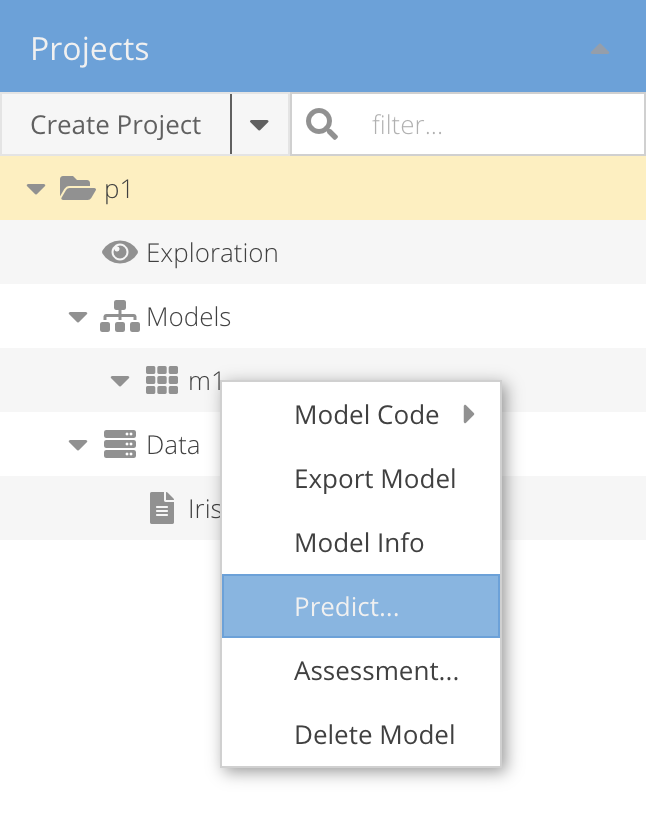 Projects
Create Project
filter...
p1
Exploration
Models
m1
Model Code
Data
Export Model
Iris
Model Info
Predict...
Assessment...
Delete Model